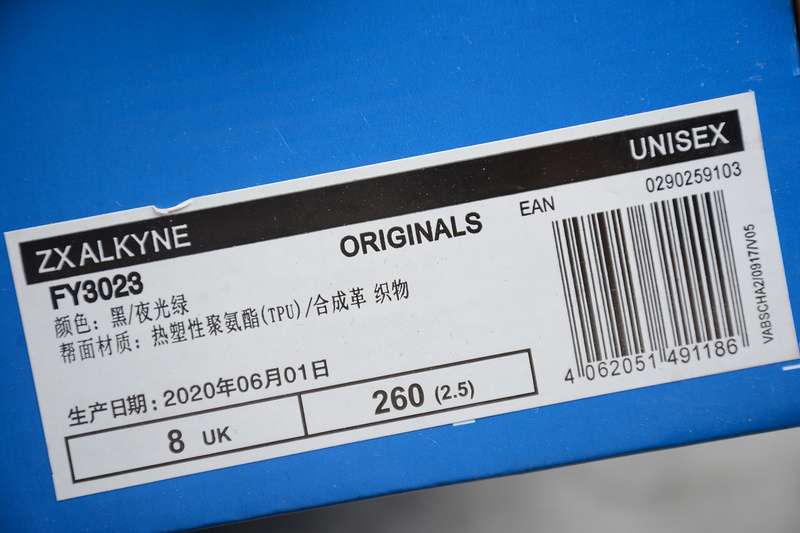 ZX ALKYNE UNISEX
FY3023 ORIGINALS EAN 0290259103
颜色: 黑/夜光绿
帮面材质: 热塑性聚氨酯(TPU)/合成革 织物
生产日期: 2020年06月01日
8 UK 260 (2.5)
4 062051 491186
VABSCHA2/0917/V05